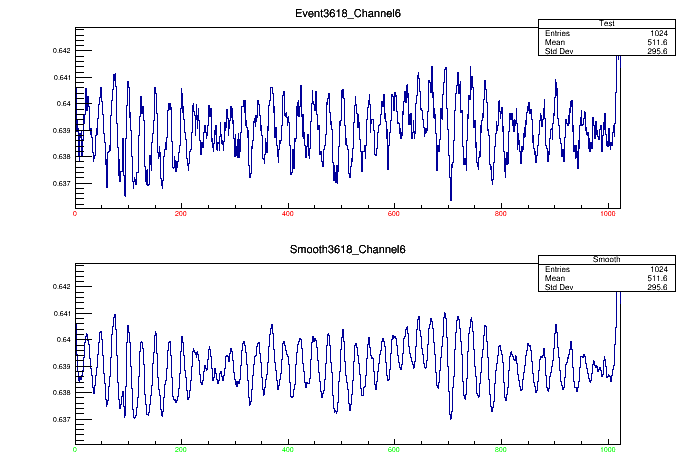 Event3618_Channel6
Test
Entries 1024
Mean 511.6
Std Dev 295.6
0.642
0.641
0.64
0.639
0.638
0.637
0 200 400 600 800 1000
Smooth3618_Channel6
Smooth
Entries 1024
Mean 511.6
Std Dev 295.6
0.642
0.641
0.64
0.639
0.638
0.637
0 200 400 600 800 1000